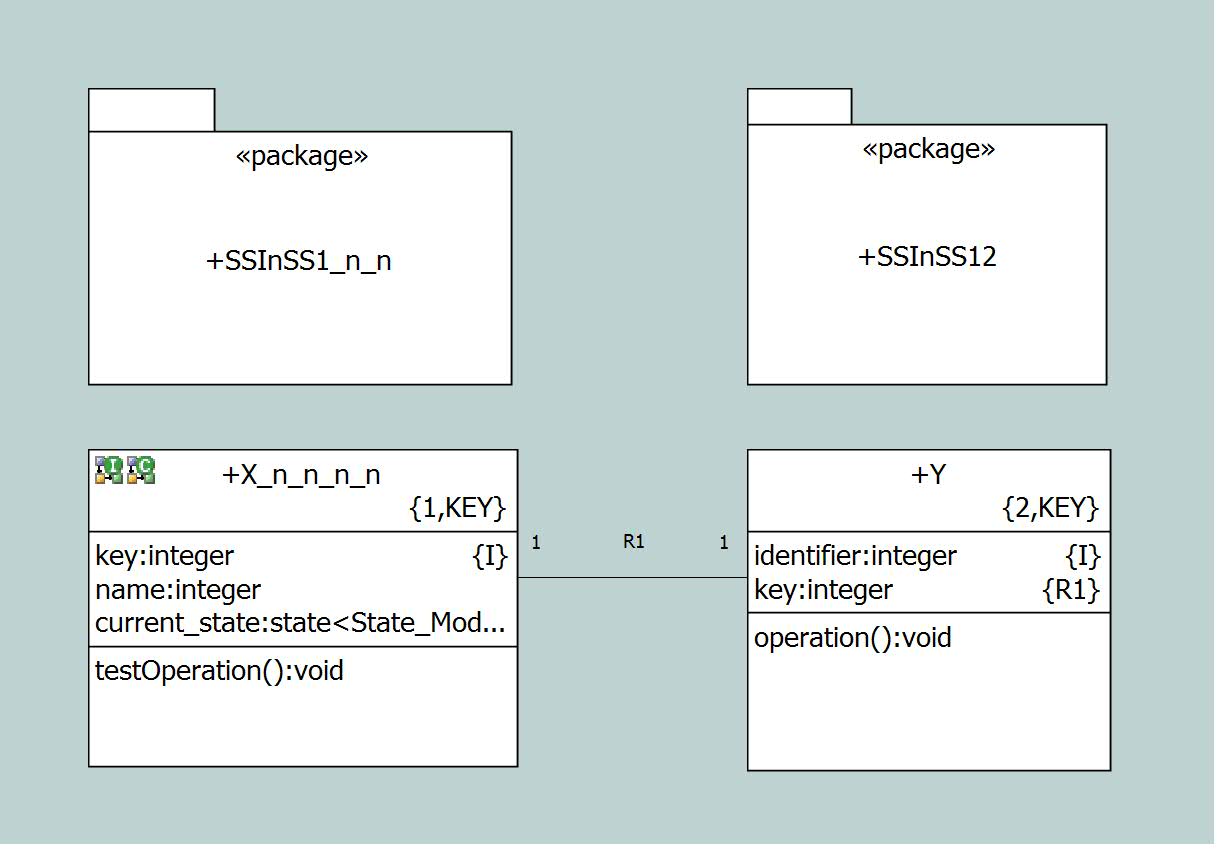 «package»
+SSInSS1_n_n
«package»
+SSInSS12
I C
+X_n_n_n_n
{1,KEY}
key:integer {I}
name:integer
current_state:state<State_Mod...
testOperation():void
1 R1 1
+Y
{2,KEY}
identifier:integer {I}
key:integer {R1}
operation():void